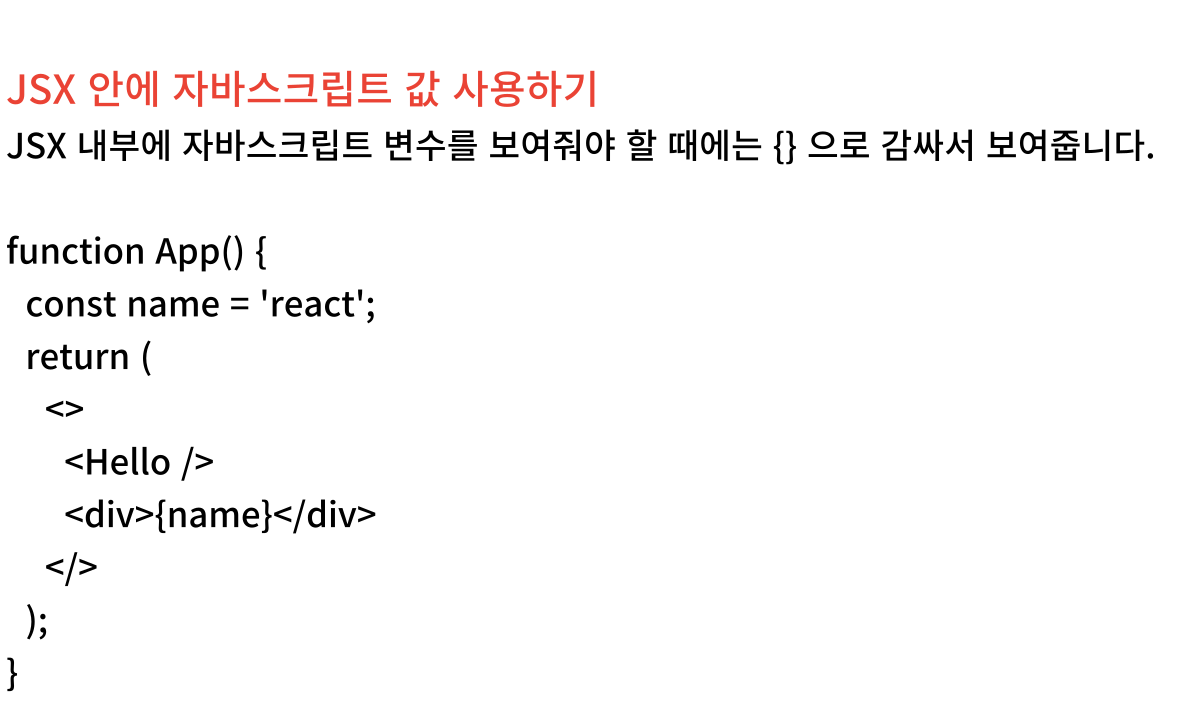 JSX 안에 자바스크립트 값 사용하기
JSX 내부에 자바스크립트 변수를 보여줘야 할 때에는 {} 으로 감싸서 보여줍니다.
function App() {
  const name = 'react';
  return (
    <>
      <Hello />
      <div>{name}</div>
    </>
  );
}